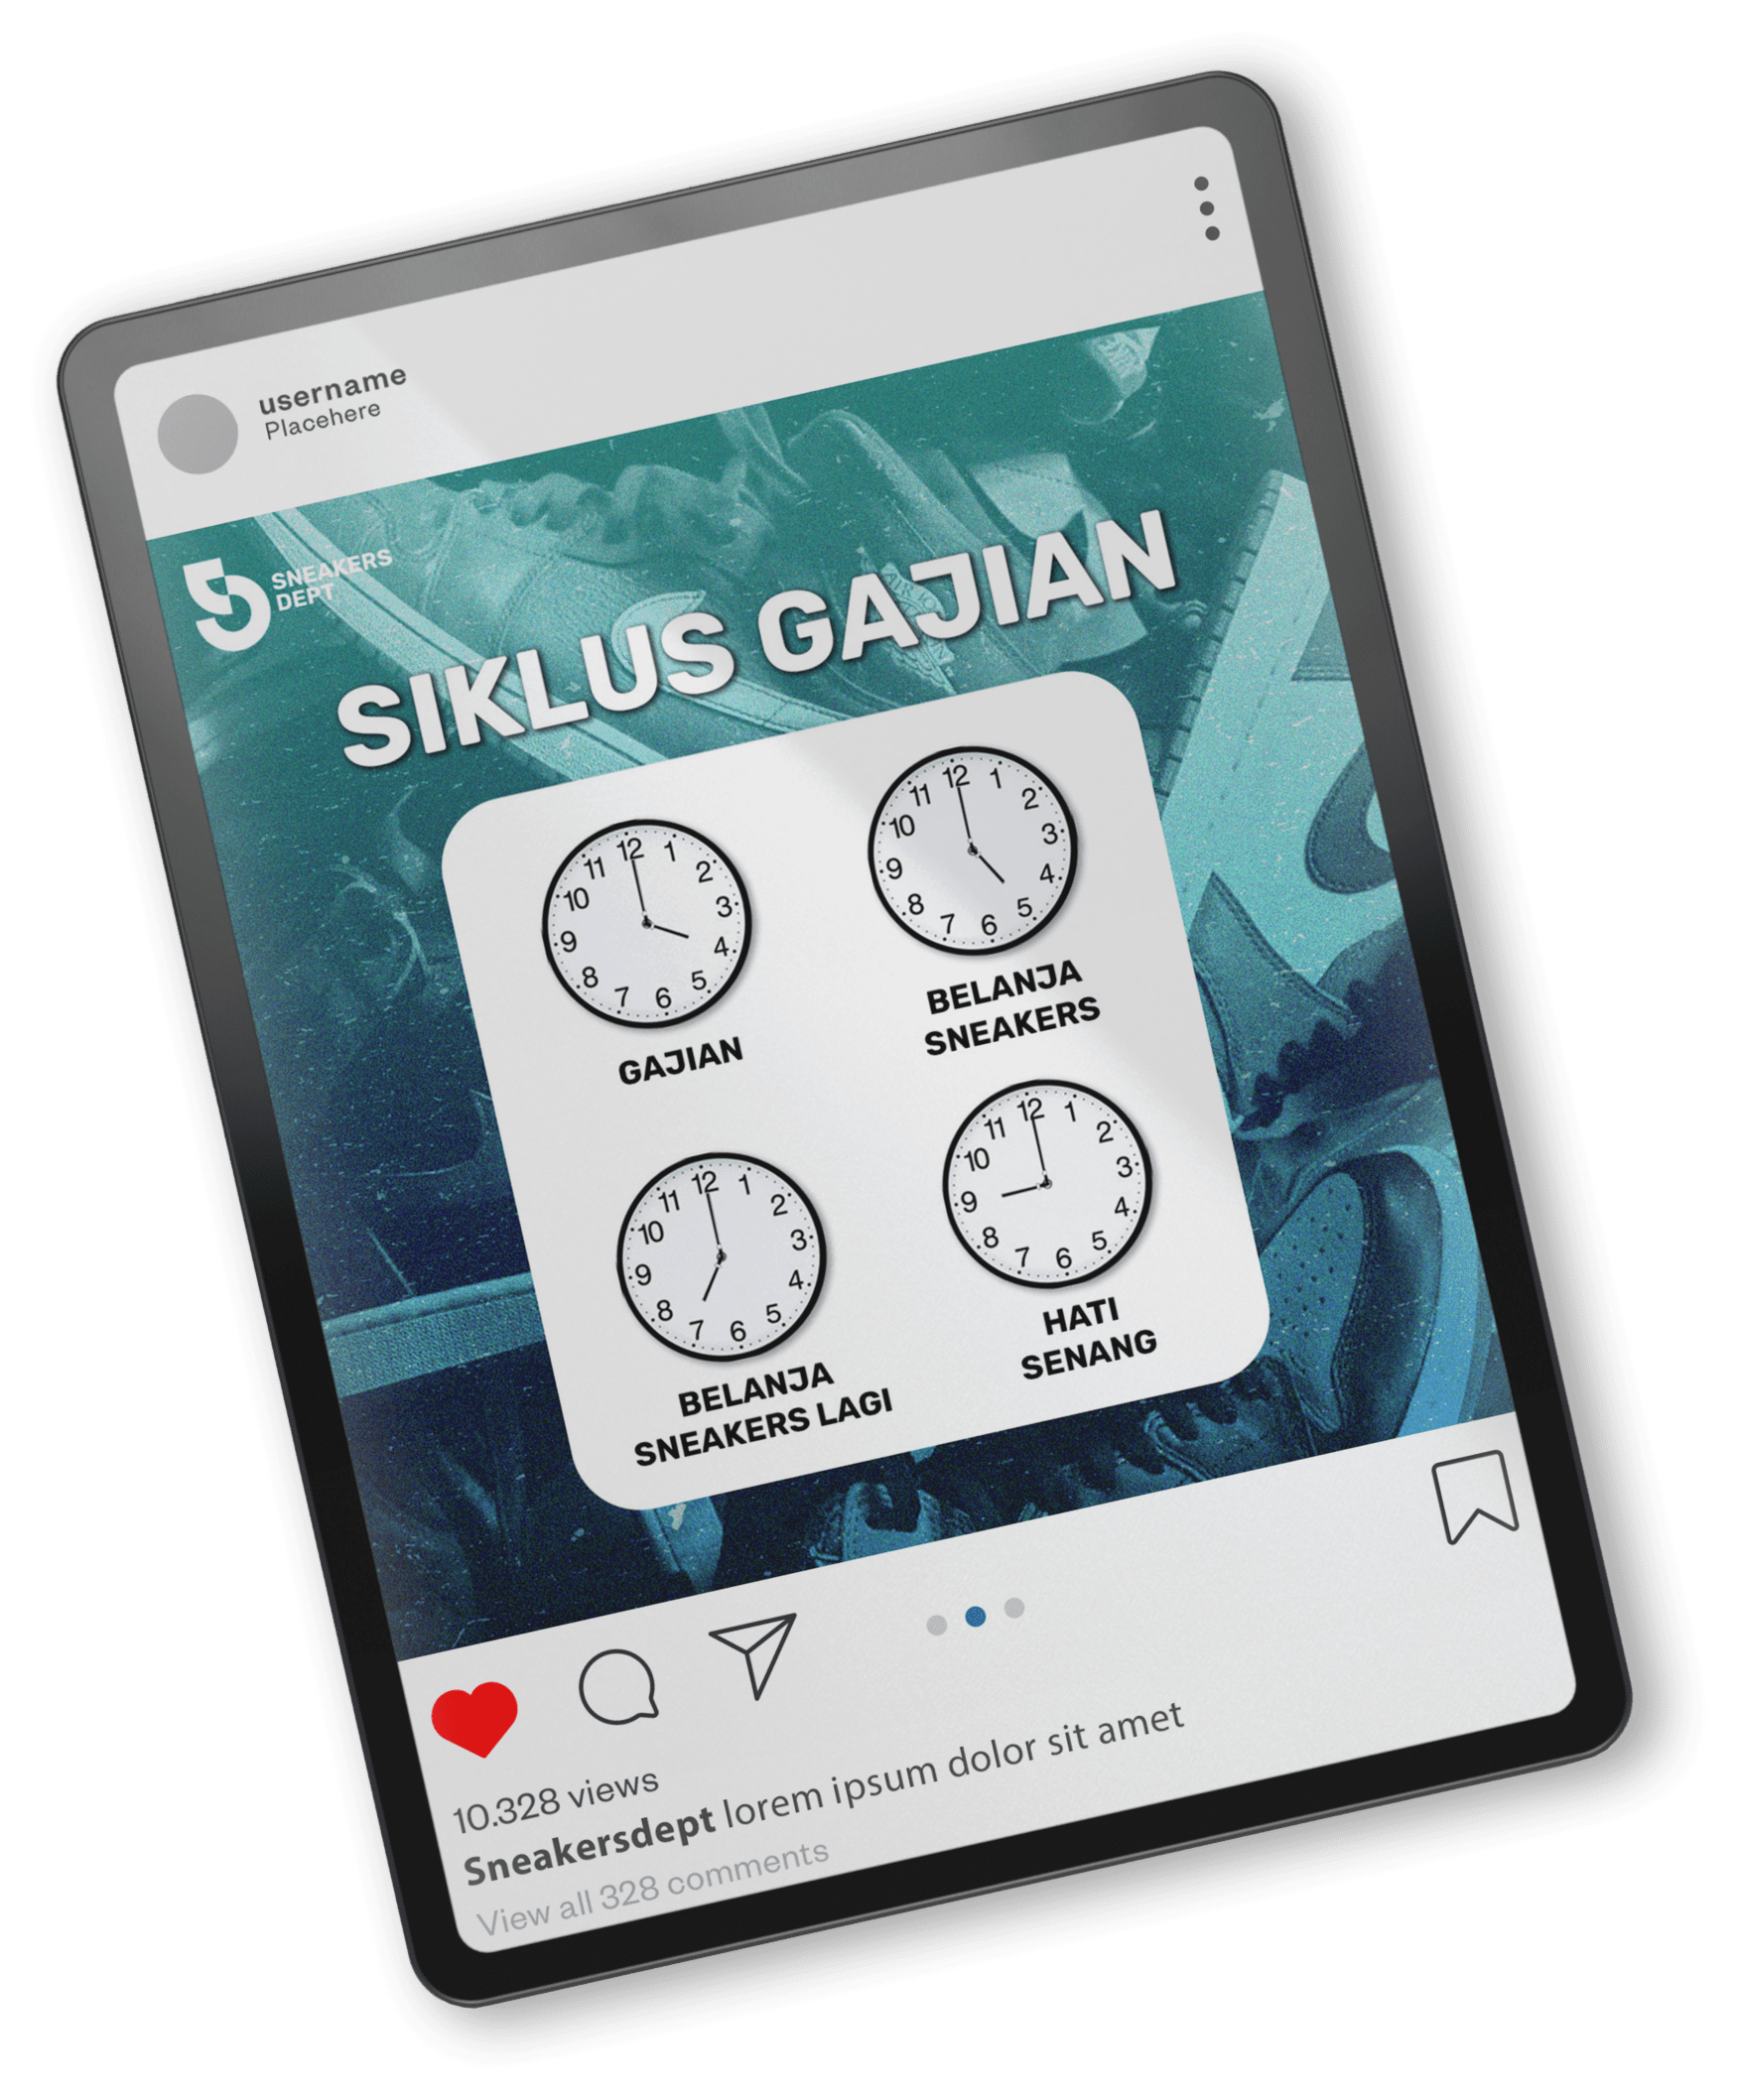 username
Placehere
SNEAKERS
DEPT
SIKLUS GAJIAN
12 1 2 3 4 5 6 7 8 9 10 11
GAJIAN
12 1 2 3 4 5 6 7 8 9 10 11
BELANJA
SNEAKERS
12 1 2 3 4 5 6 7 8 9 10 11
BELANJA
SNEAKERS LAGI
12 1 2 3 4 5 6 7 8 9 10 11
HATI
SENANG
10.328 views
Sneakersdept lorem ipsum dolor sit amet
View all 328 comments